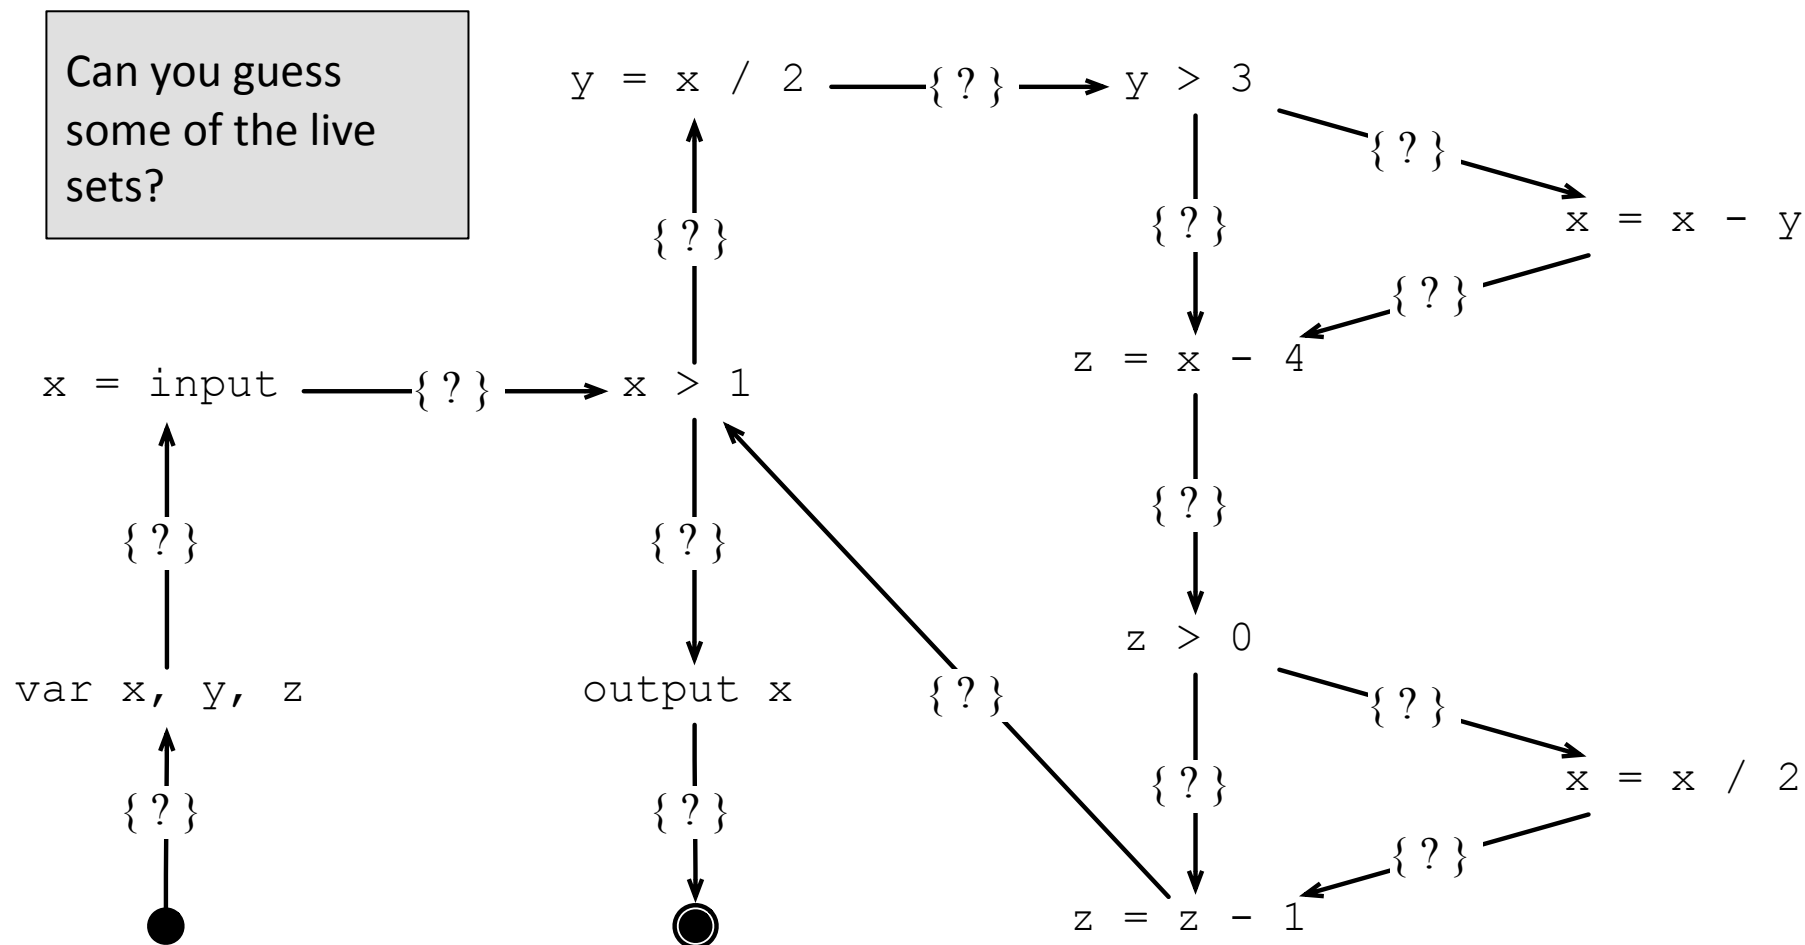 Can you guess
some of the live
sets?
y = x / 2
{ ? }
y > 3
{ ? }
{ ? }
{ ? }
x = x - y
{ ? }
z = x - 4
x = input
{ ? }
x > 1
{ ? }
{ ? }
{ ? }
z > 0
var x, y, z
output x
{ ? }
{ ? }
{ ? }
x = x / 2
{ ? }
{ ? }
{ ? }
z = z - 1